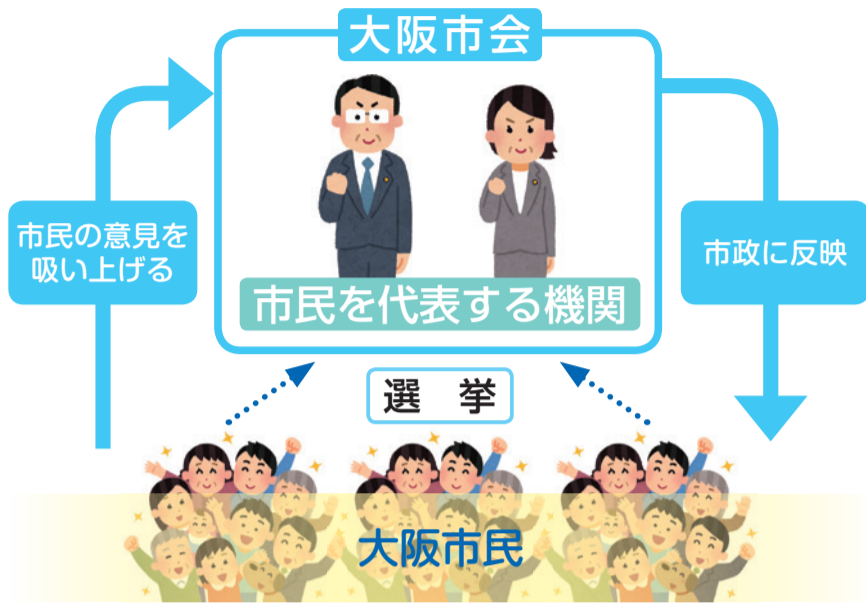 大阪市会
市民の意見を
吸い上げる
市政に反映
市民を代表する機関
選 挙
大阪市民